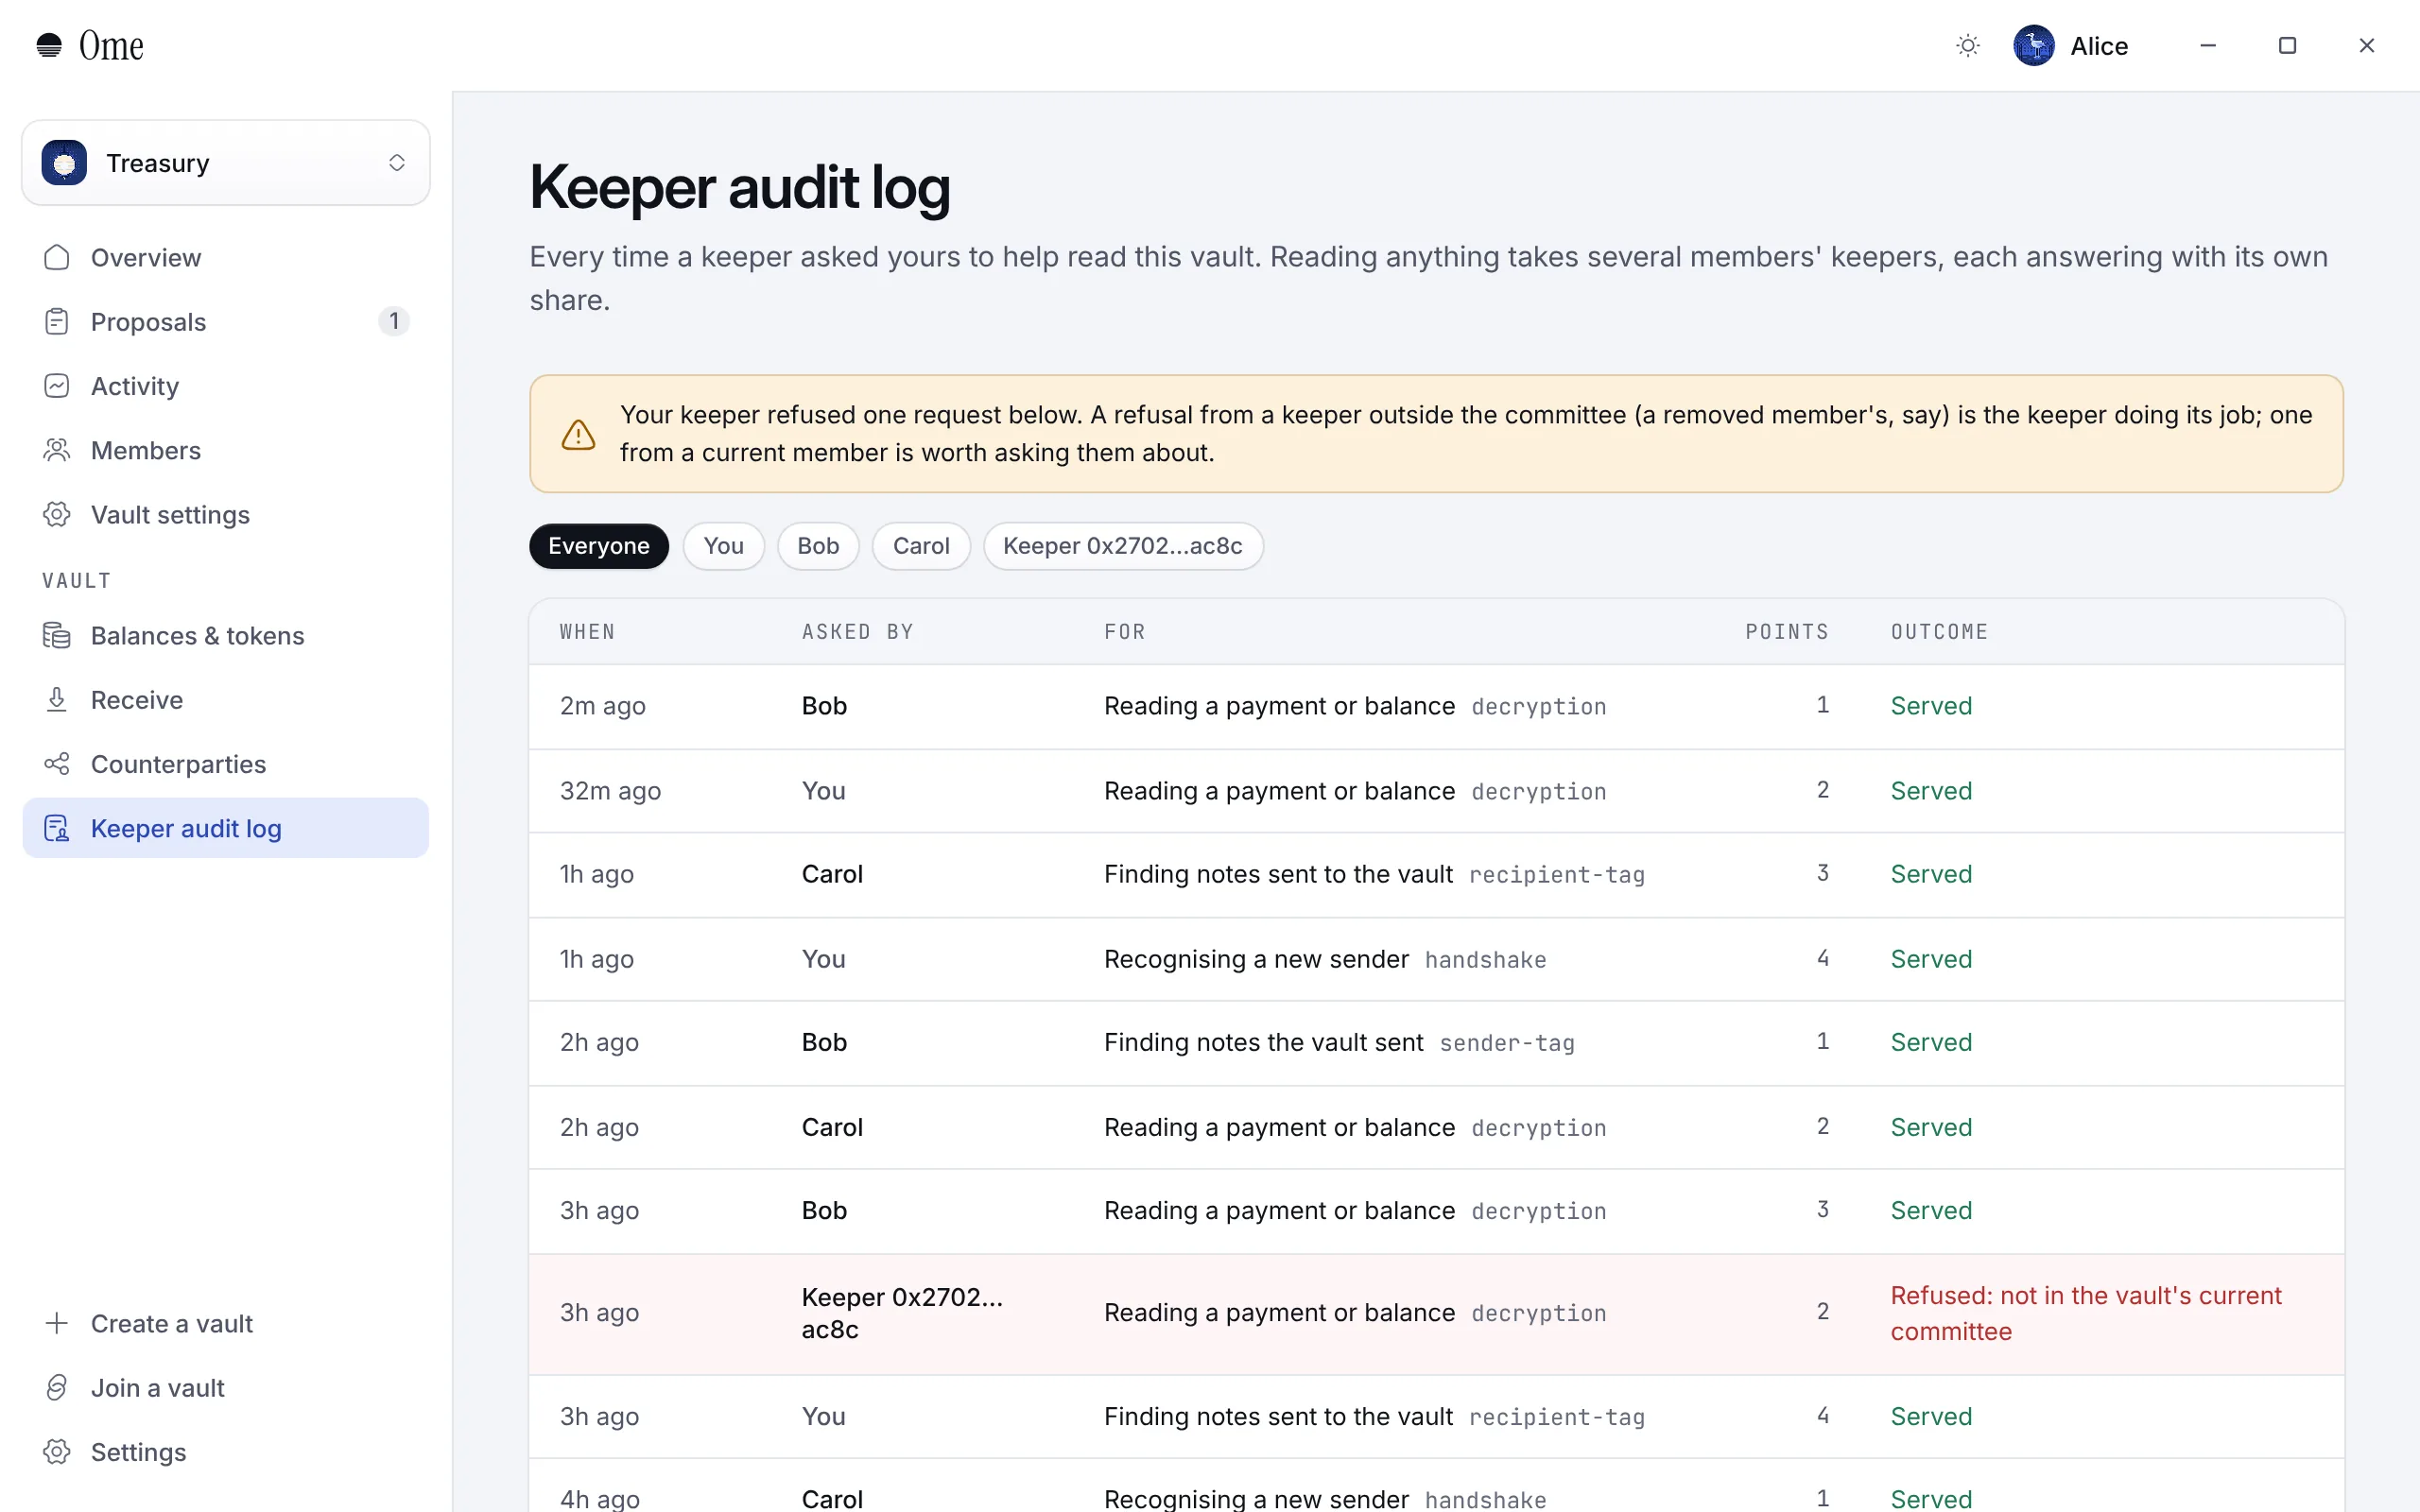 Ome
Alice
Treasury
Overview
Proposals 1
Activity
Members
Vault settings
VAULT
Balances & tokens
Receive
Counterparties
Keeper audit log
Create a vault
Join a vault
Settings
Keeper audit log
Every time a keeper asked yours to help read this vault. Reading anything takes several members' keepers, each answering with its own
share.
Your keeper refused one request below. A refusal from a keeper outside the committee (a removed member's, say) is the keeper doing its job; one
from a current member is worth asking them about.
Everyone You Bob Carol Keeper 0x2702…ac8c
WHEN ASKED BY FOR POINTS OUTCOME
2m ago Bob Reading a payment or balance decryption 1 Served
32m ago You Reading a payment or balance decryption 2 Served
1h ago Carol Finding notes sent to the vault recipient-tag 3 Served
1h ago You Recognising a new sender handshake 4 Served
2h ago Bob Finding notes the vault sent sender-tag 1 Served
2h ago Carol Reading a payment or balance decryption 2 Served
3h ago Bob Reading a payment or balance decryption 3 Served
3h ago Keeper 0x2702…ac8c Reading a payment or balance decryption 2 Refused: not in the vault's current committee
3h ago You Finding notes sent to the vault recipient-tag 4 Served
4h ago Carol Recognising a new sender handshake 1 Served